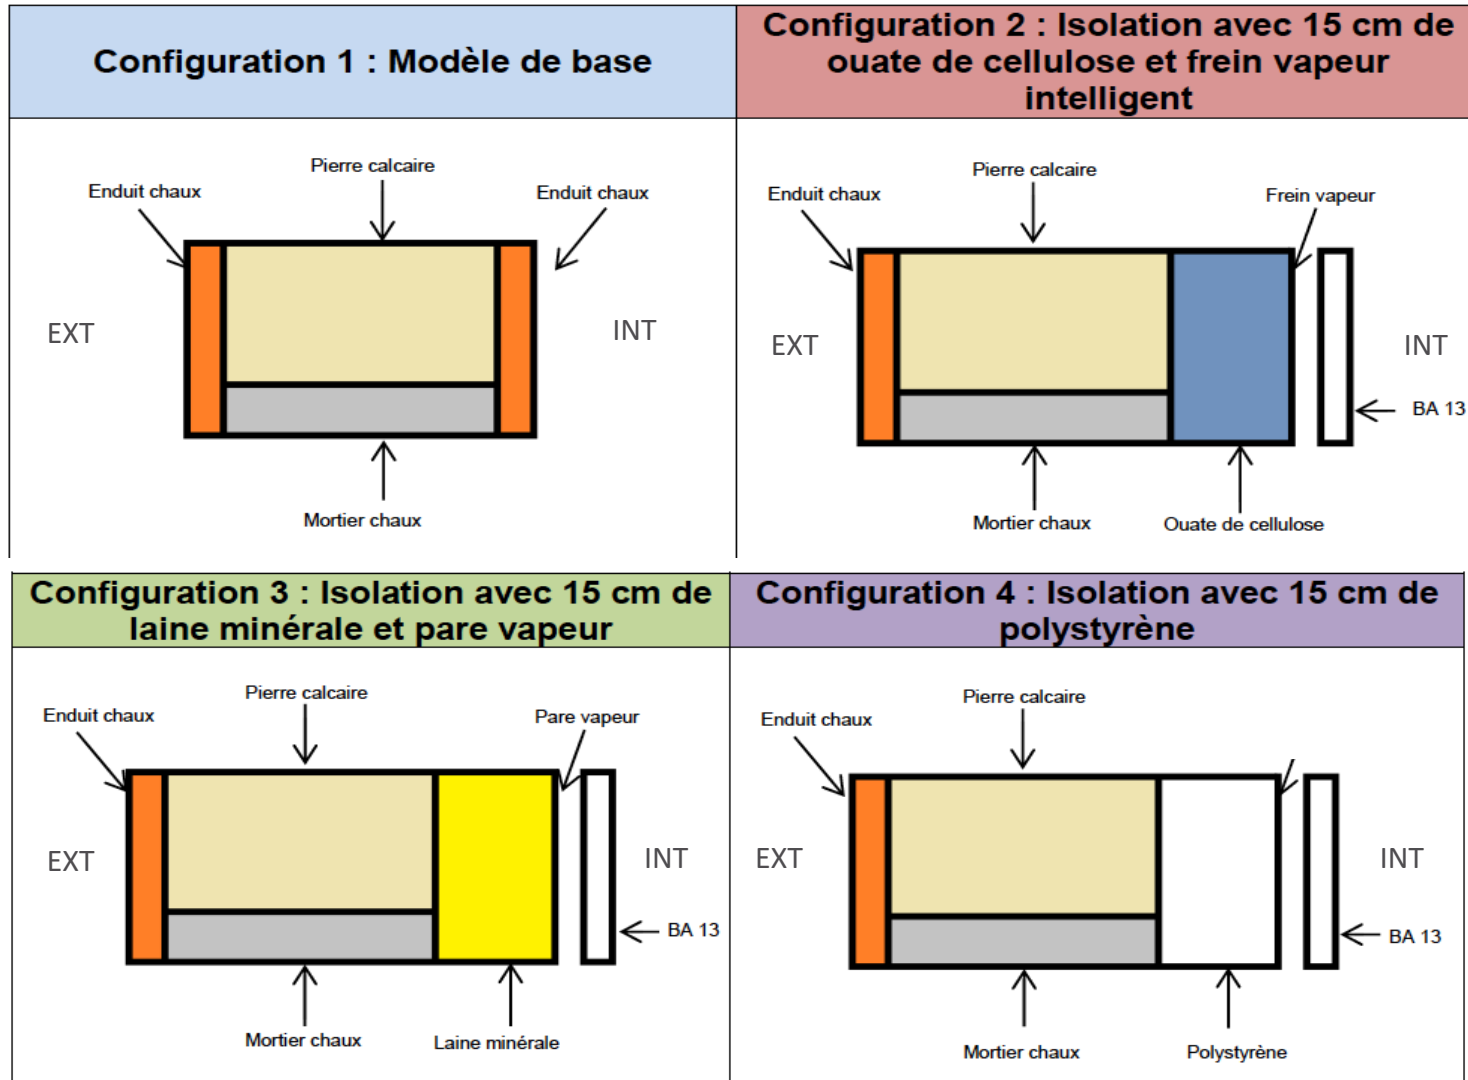 Configuration 1 : Modèle de base
Configuration 2 : Isolation avec 15 cm de
ouate de cellulose et frein vapeur
intelligent
Pierre calcaire
Enduit chaux
Enduit chaux
EXT
INT
Mortier chaux
Pierre calcaire
Enduit chaux
Frein vapeur
EXT
INT
BA 13
Mortier chaux
Ouate de cellulose
Configuration 3 : Isolation avec 15 cm de
laine minérale et pare vapeur
Configuration 4 : Isolation avec 15 cm de
polystyrène
Pierre calcaire
Enduit chaux
Pare vapeur
EXT
INT
BA 13
Mortier chaux
Laine minérale
Pierre calcaire
Enduit chaux
EXT
INT
BA 13
Mortier chaux
Polystyrène